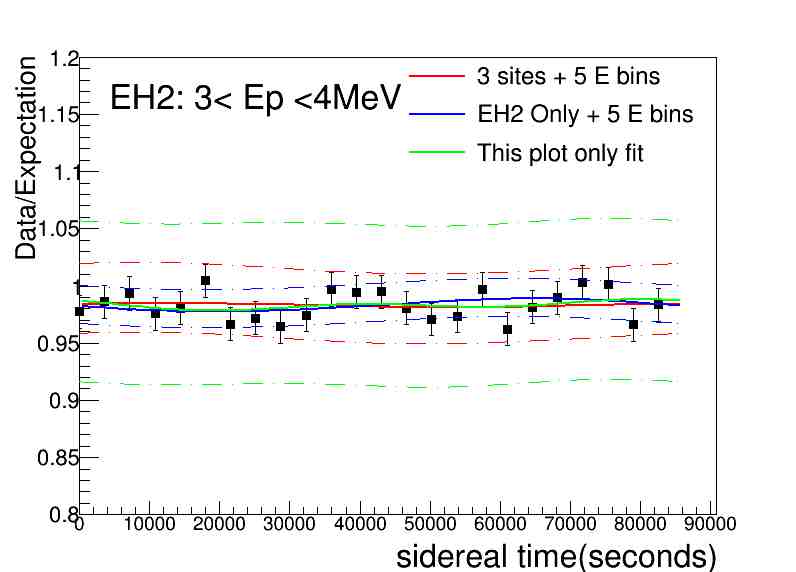 EH2: 3< Ep <4MeV
3 sites + 5 E bins
EH2 Only + 5 E bins
This plot only fit
Data/Expectation
1.2
1.15
1.1
1.05
1
0.95
0.9
0.85
0.8
0 10000 20000 30000 40000 50000 60000 70000 80000 90000
sidereal time(seconds)